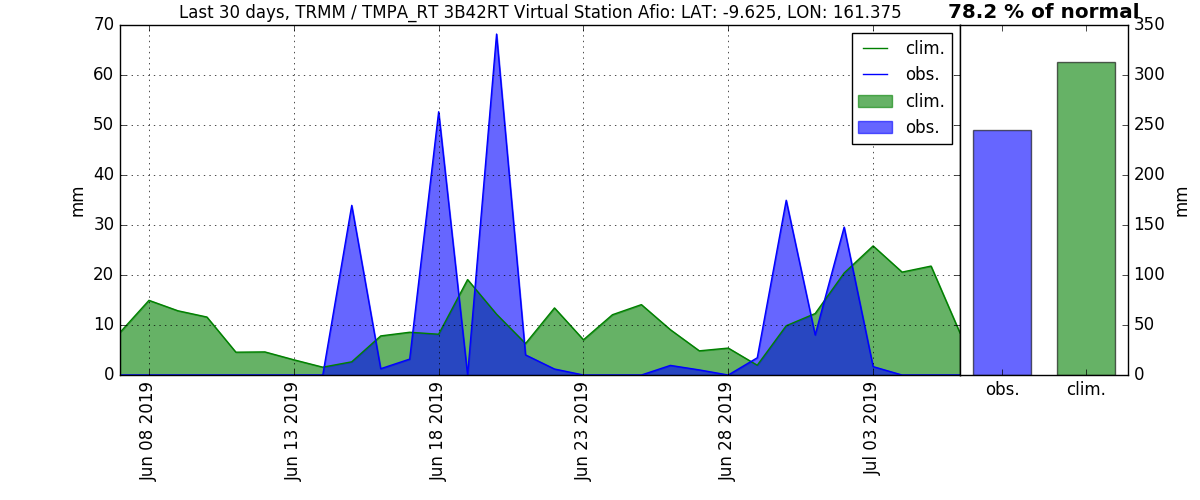 Last 30 days, TRMM / TMPA_RT 3B42RT Virtual Station Afio: LAT: -9.625, LON: 161.375
78.2 % of normal
70
60
50
40
30
20
10
0
mm
clim.
obs.
clim.
obs.
Jun 08 2019
Jun 13 2019
Jun 18 2019
Jun 23 2019
Jun 28 2019
Jul 03 2019
350
300
250
200
150
100
50
0
mm
obs.
clim.